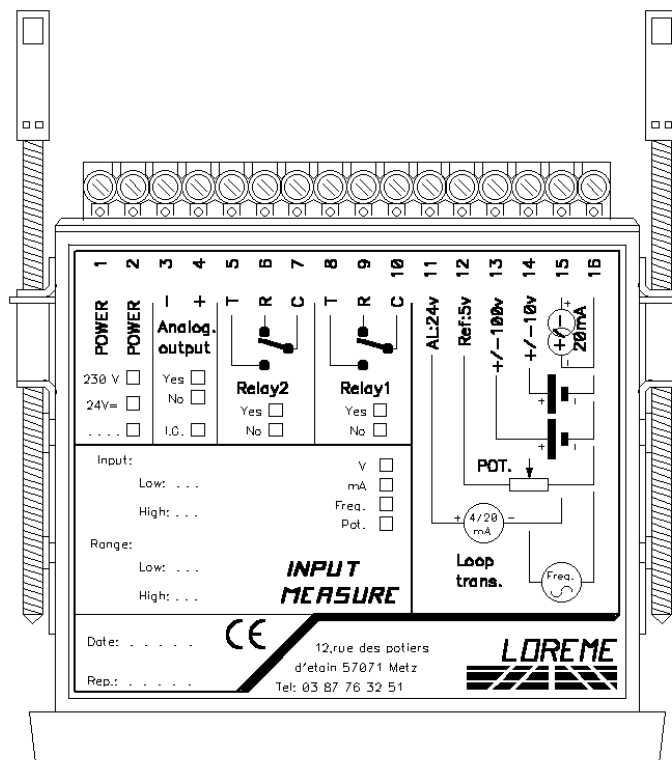 1 2 3 4 5 6 7 8 9 10 11 12 13 14 15 16
POWER POWER - + T R C T R C AL:24v Ref:5v +/-100v +/-10v +/- 20mA + -
Analog.
output
230 V
24V=
. . . .
Yes
No
I.C.
Relay2
Yes
No
Relay1
Yes
No
+ -
+ -
POT.
+ 4/20 mA -
Loop
trans.
Freq.
Input:
Low: . . .
High: . . .
V
mA
Freq.
Pot.
Range:
Low: . . .
High: . . .
INPUT
MEASURE
Date: . . . . . .
Rep.: . . . . . .
CE
12,rue des potiers
d'etain 57071 Metz
Tel: 03 87 76 32 51
LOREME